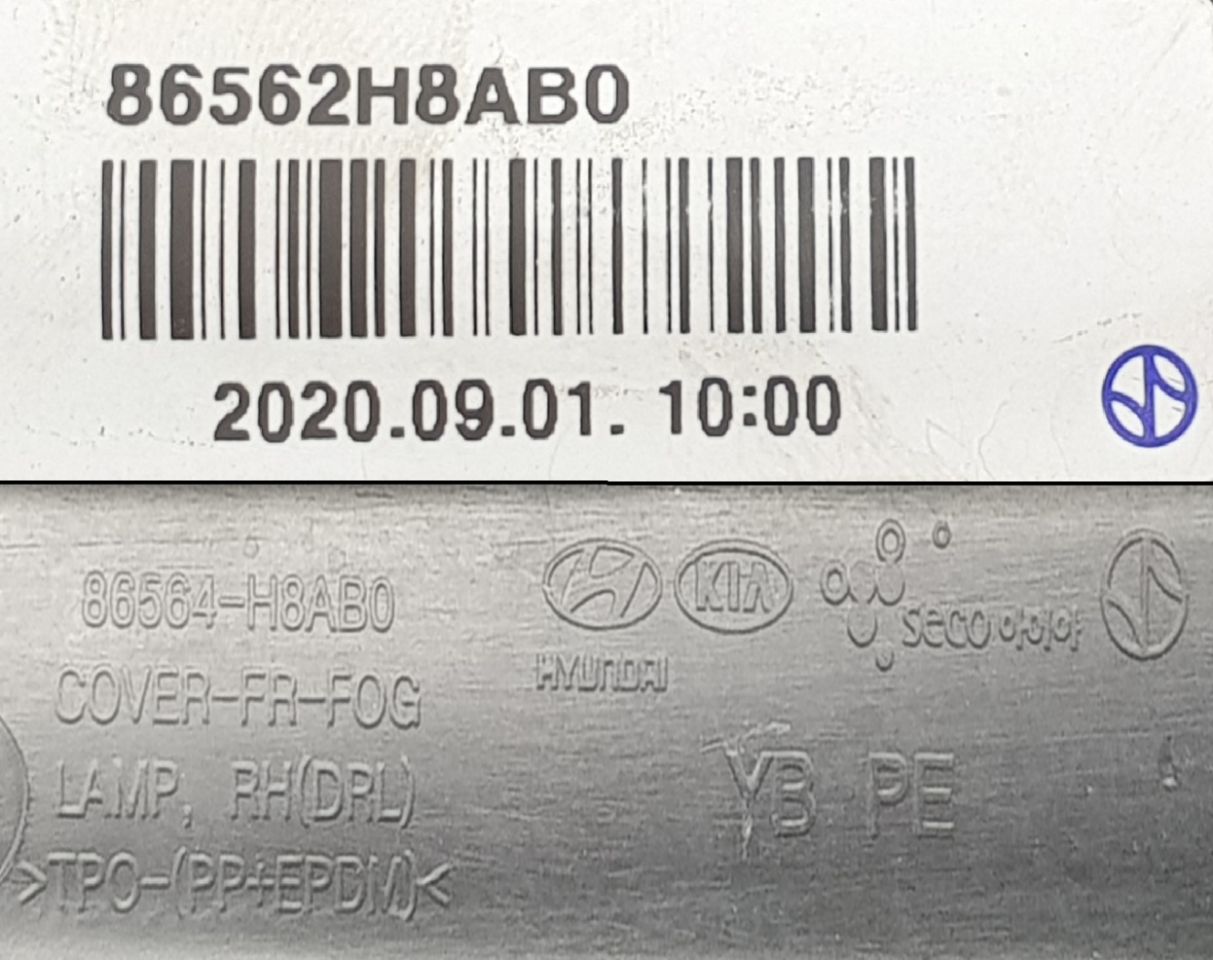 86562H8AB0
2020.09.01. 10:00
86564-H8AB0
COVER-FR-FOG
LAMP, RH(DRL)
>TPO-(PP+EPDM)<
HYUNDAI
KIA
seco
YB PE